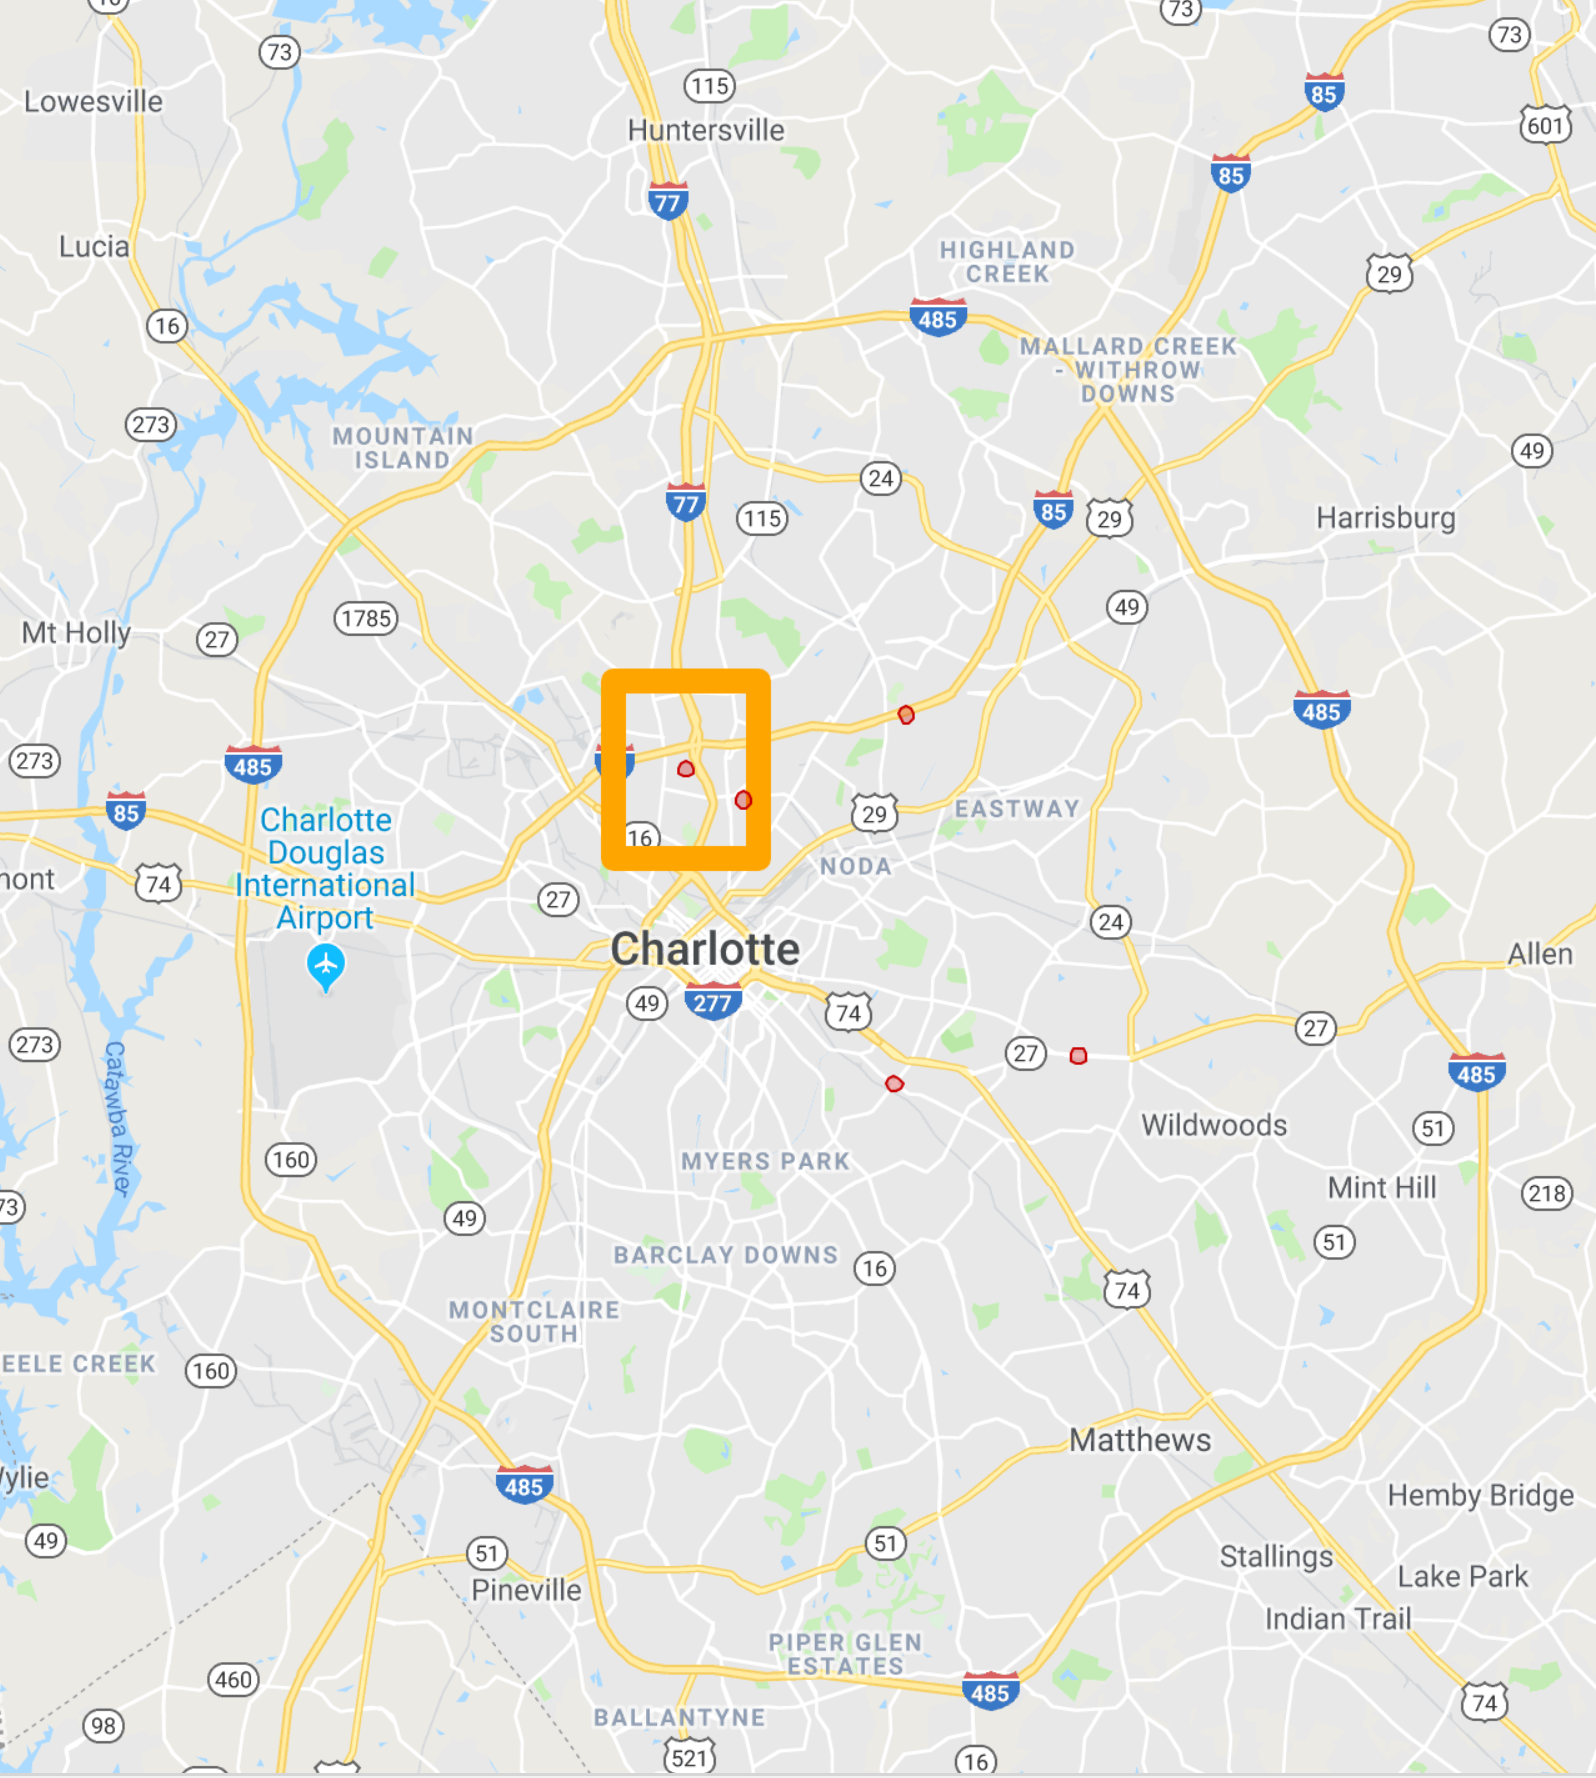 16
73
73
73
115
85
Lowesville
601
Huntersville
85
77
Lucia
HIGHLAND
CREEK
29
485
16
MALLARD CREEK
- WITHROW
DOWNS
273
MOUNTAIN
ISLAND
49
24
77
115
85
29
Harrisburg
49
1785
Mt Holly
27
485
273
485
85
Charlotte
Douglas
International
Airport
29
EASTWAY
16
NODA
74
27
24
Charlotte
Allen
49
277
74
27
27
273
Catawba River
485
Wildwoods
51
160
MYERS PARK
Mint Hill
218
49
51
BARCLAY DOWNS
16
74
MONTCLAIRE
SOUTH
EELE CREEK
160
Matthews
485
Hemby Bridge
49
51
51
Stallings
Pineville
Lake Park
Indian Trail
PIPER GLEN
ESTATES
460
485
74
98
BALLANTYNE
521
16